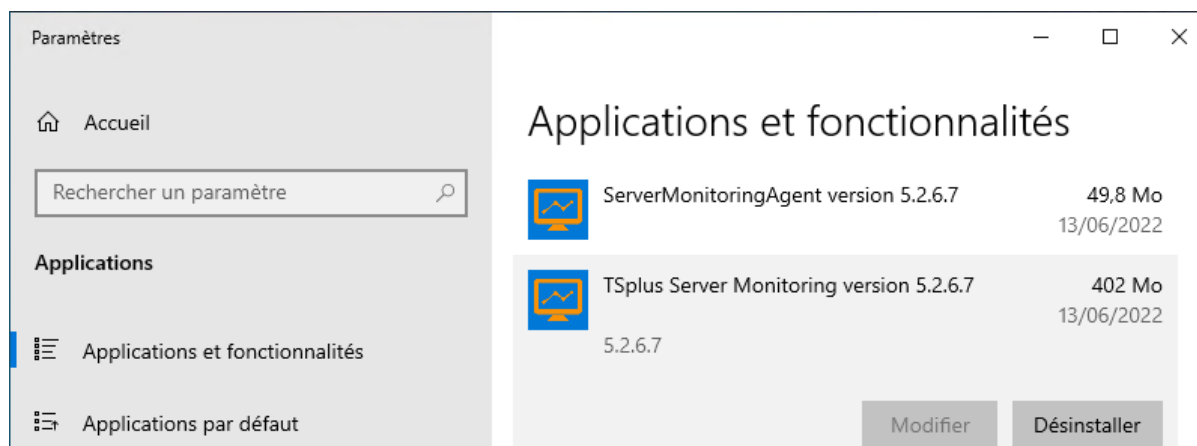 Paramètres
Accueil
Rechercher un paramètre
Applications
Applications et fonctionnalités
Applications par défaut
Applications et fonctionnalités
ServerMonitoringAgent version 5.2.6.7
49,8 Mo
13/06/2022
TSplus Server Monitoring version 5.2.6.7
402 Mo
13/06/2022
5.2.6.7
Modifier
Désinstaller